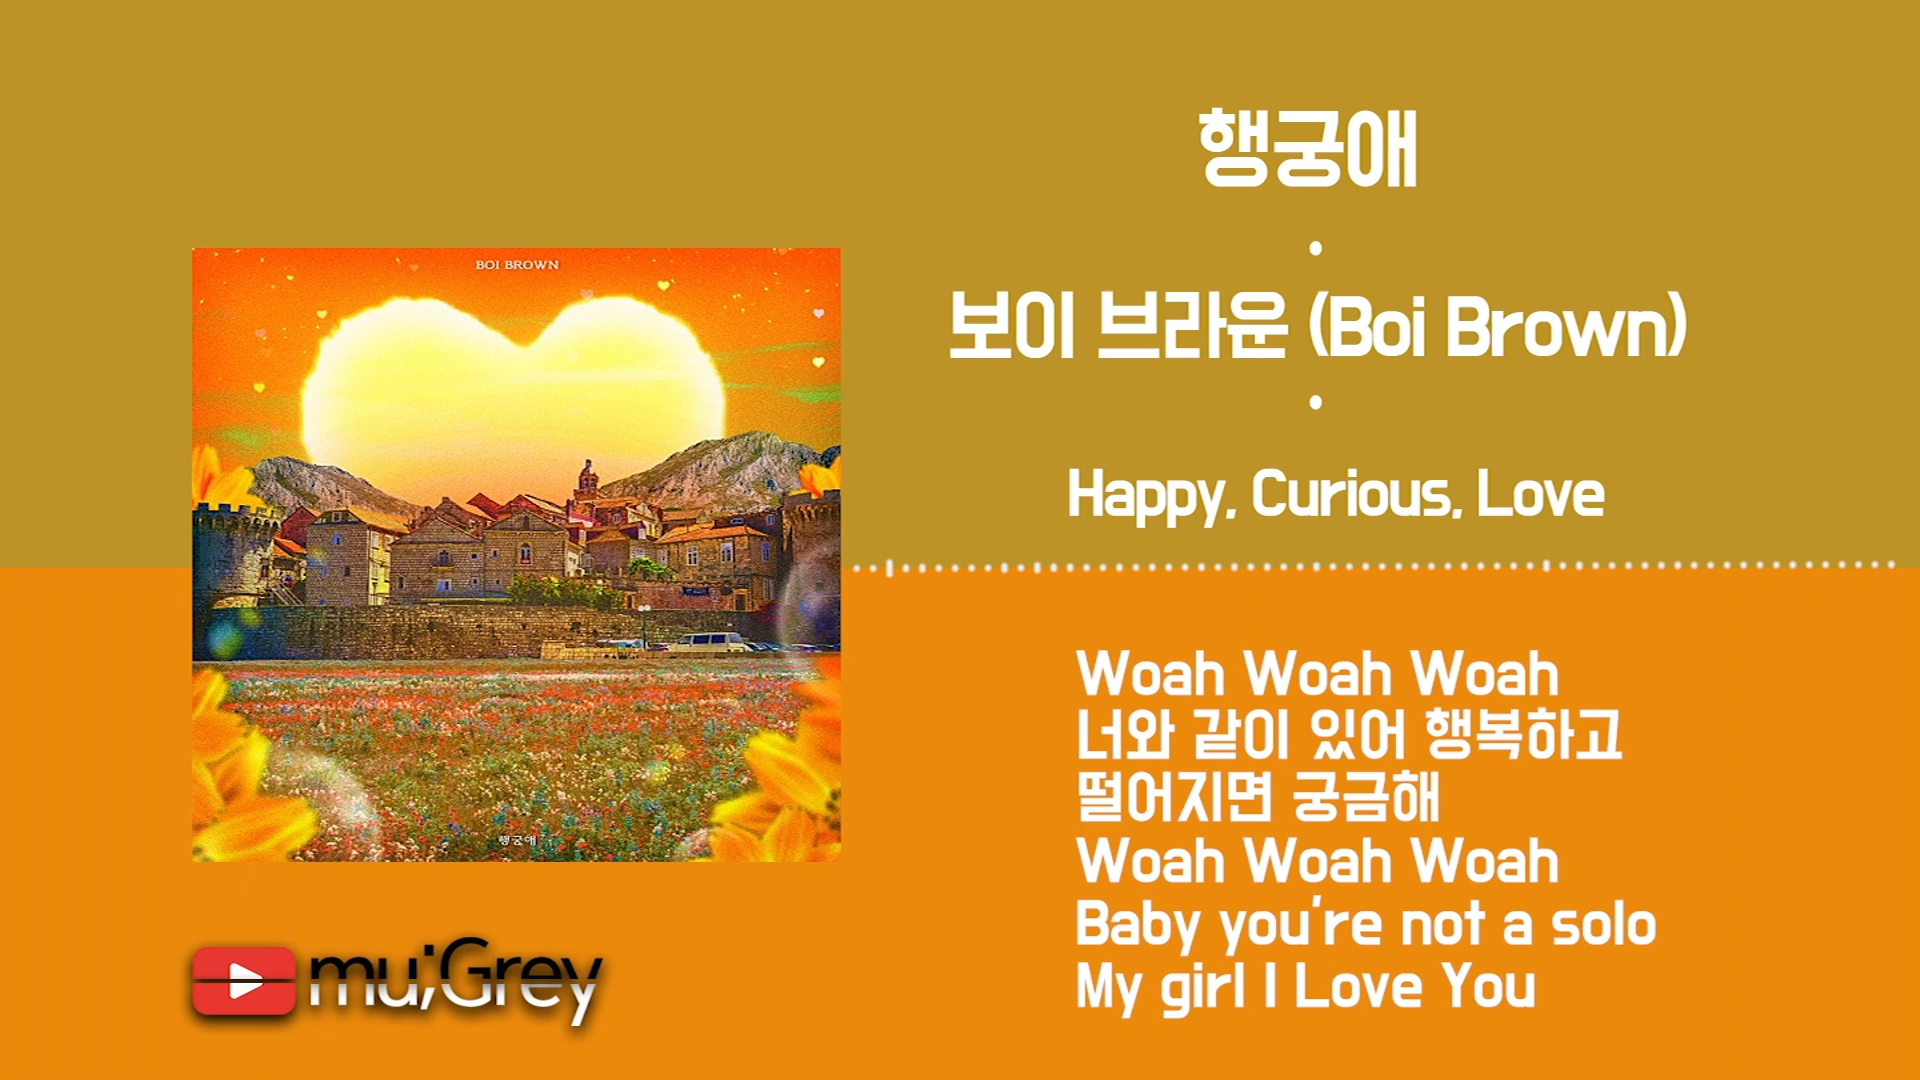 행궁애
•
보이 브라운 (Boi Brown)
•
Happy, Curious, Love
BOI BROWN
행궁애
Woah Woah Woah
너와 같이 있어 행복하고
떨어지면 궁금해
Woah Woah Woah
Baby you're not a solo
My girl I Love You
mu;Grey